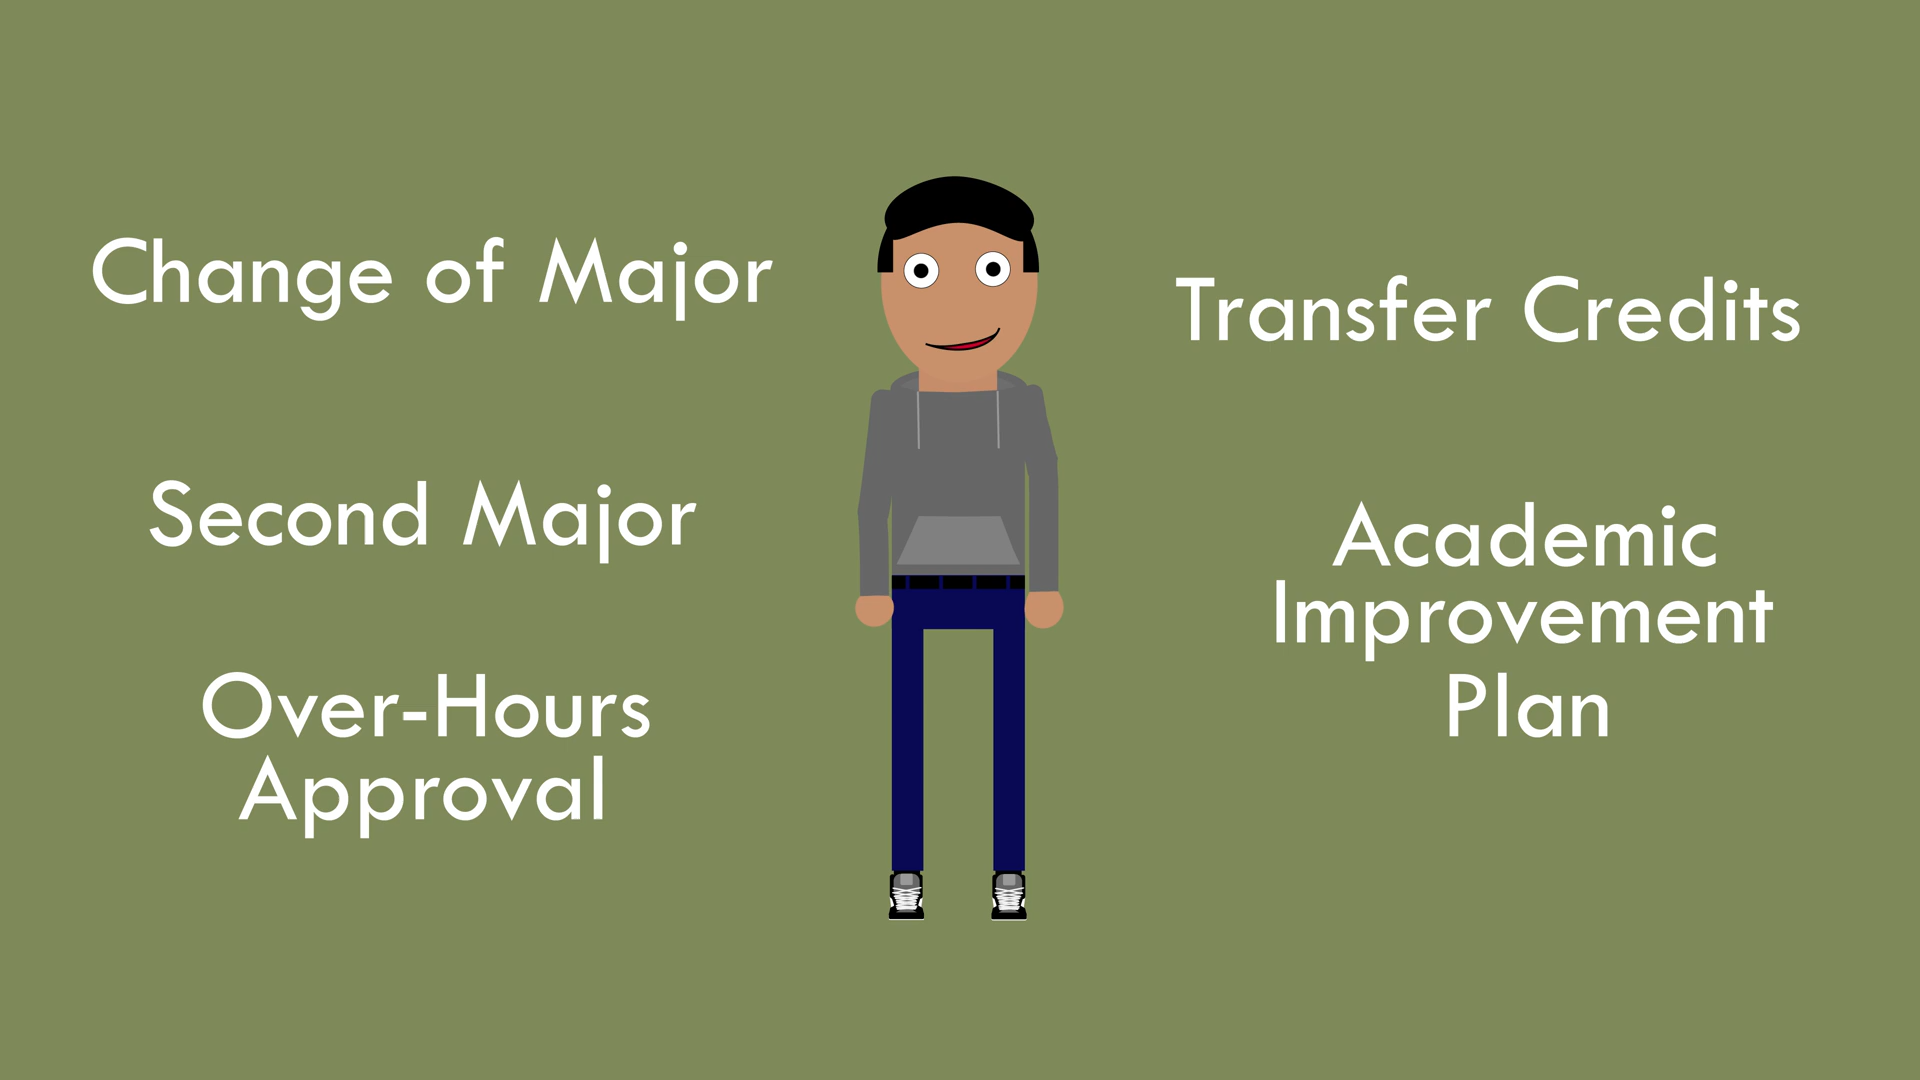 Change of Major
Second Major
Over-Hours
Approval
Transfer Credits
Academic
Improvement
Plan